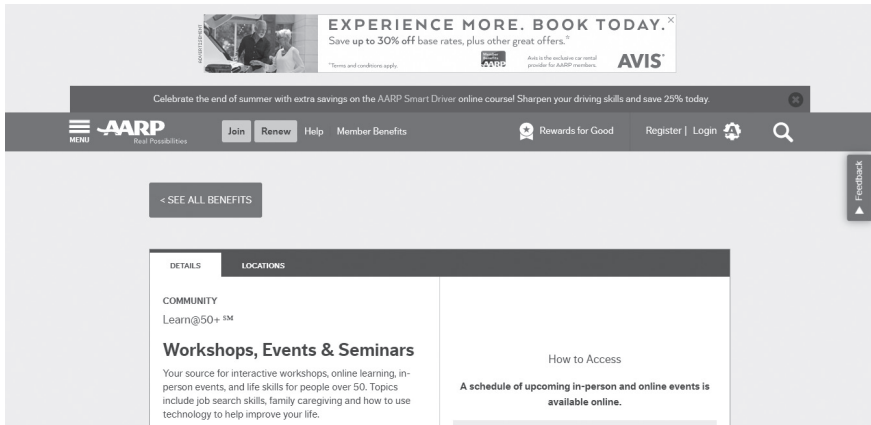 ADVERTISEMENT
EXPERIENCE MORE. BOOK TODAY.
Save up to 30% off base rates, plus other great offers.*
*Terms and conditions apply.
AARP
Avis is the exclusive car rental
provider for AARP members.
AVIS
Celebrate the end of summer with extra savings on the AARP Smart Driver online course! Sharpen your driving skills and save 25% today.
MENU
AARP
Real Possibilities
Join
Renew
Help
Member Benefits
Rewards for Good
Register | Login
Feedback
< SEE ALL BENEFITS
DETAILS
LOCATIONS
COMMUNITY
Learn@50+ SM
Workshops, Events & Seminars
Your source for interactive workshops, online learning, in-
person events, and life skills for people over 50. Topics
include job search skills, family caregiving and how to use
technology to help improve your life.
How to Access
A schedule of upcoming in-person and online events is
available online.